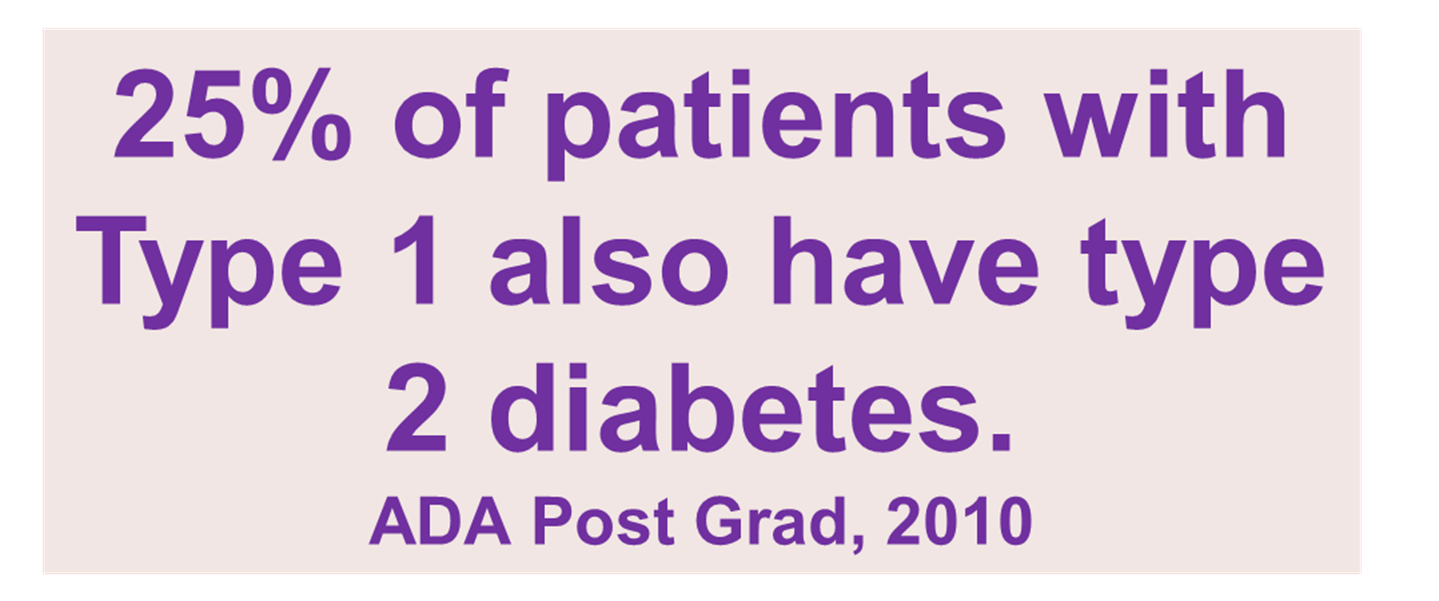 25% of patients with
Type 1 also have type
2 diabetes.
ADA Post Grad, 2010